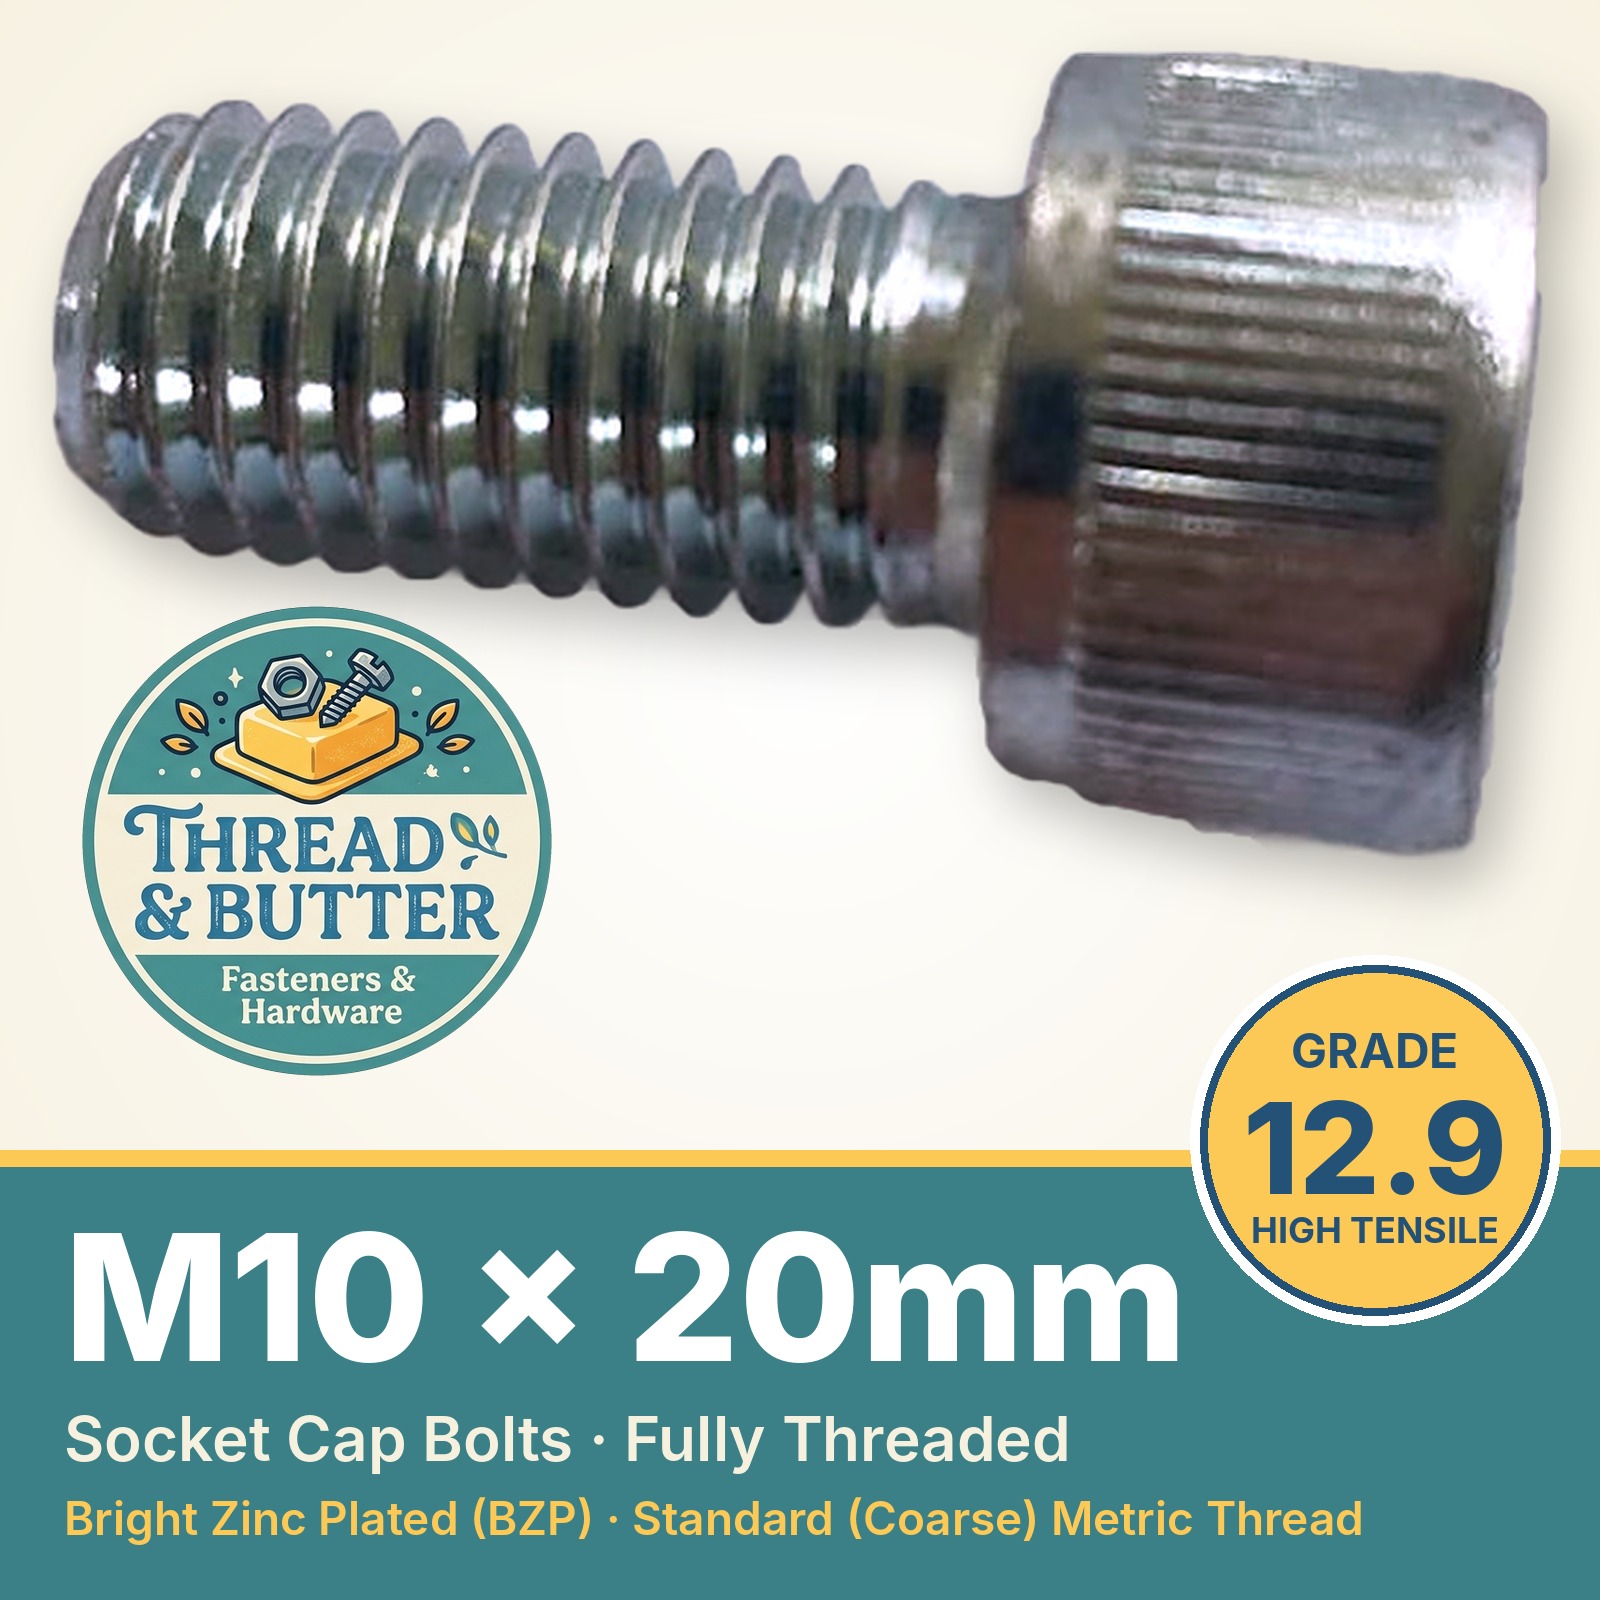 THREAD
& BUTTER
Fasteners &
Hardware
GRADE
12.9
HIGH TENSILE
M10 × 20mm
Socket Cap Bolts · Fully Threaded
Bright Zinc Plated (BZP) · Standard (Coarse) Metric Thread